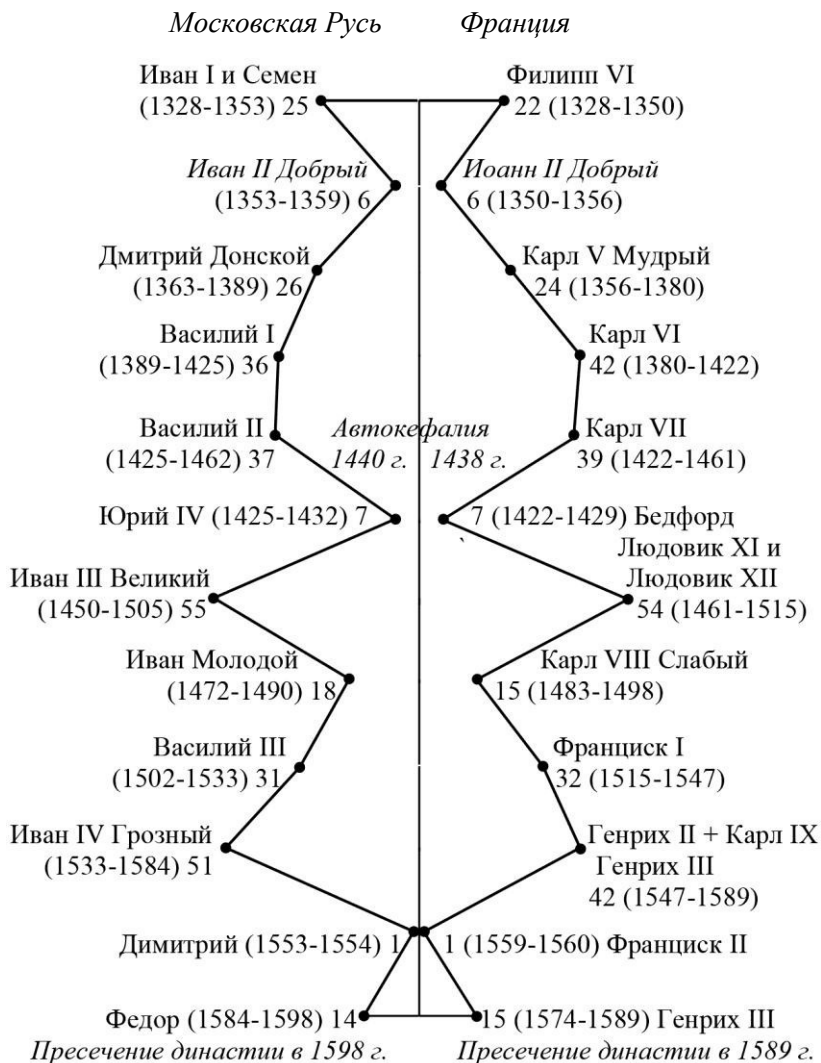 Московская Русь Франция
Иван I и Семен Филипп VI
(1328-1353) 25 22 (1328-1350)
Иван II Добрый Иоанн II Добрый
(1353-1359) 6 6 (1350-1356)
Дмитрий Донской Карл V Мудрый
(1363-1389) 26 24 (1356-1380)
Василий I Карл VI
(1389-1425) 36 42 (1380-1422)
Василий II Автокефалия Карл VII
(1425-1462) 37 1440 г. 1438 г. 39 (1422-1461)
Юрий IV (1425-1432) 7 7 (1422-1429) Бедфорд
Людовик XI и
Иван III Великий Людовик XII
(1450-1505) 55 54 (1461-1515)
Иван Молодой Карл VIII Слабый
(1472-1490) 18 15 (1483-1498)
Василий III Франциск I
(1502-1533) 31 32 (1515-1547)
Иван IV Грозный Генрих II + Карл IX
(1533-1584) 51 Генрих III
42 (1547-1589)
Димитрий (1553-1554) 1 1 (1559-1560) Франциск II
Федор (1584-1598) 14 15 (1574-1589) Генрих III
Пресечение династии в 1598 г. Пресечение династии в 1589 г.